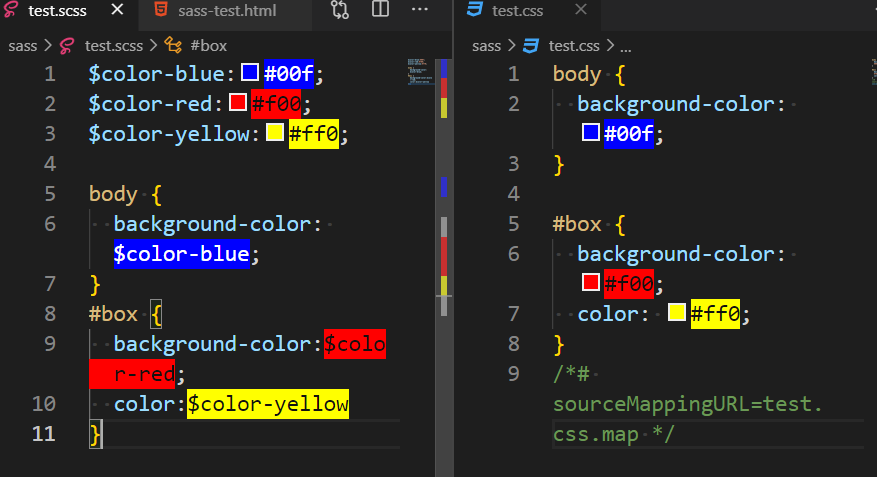 test.scss
sass-test.html
sass > test.scss > #box
1 $color-blue:#00f;
2 $color-red:#f00;
3 $color-yellow:#ff0;
4
5 body {
6 background-color:
$color-blue;
7 }
8 #box {
9 background-color:$colo
r-red;
10 color:$color-yellow
11 }
test.css
sass > test.css > ...
1 body {
2 background-color:
#00f;
3 }
4
5 #box {
6 background-color:
#f00;
7 color: #ff0;
8 }
9 /*#
sourceMappingURL=test.
css.map */